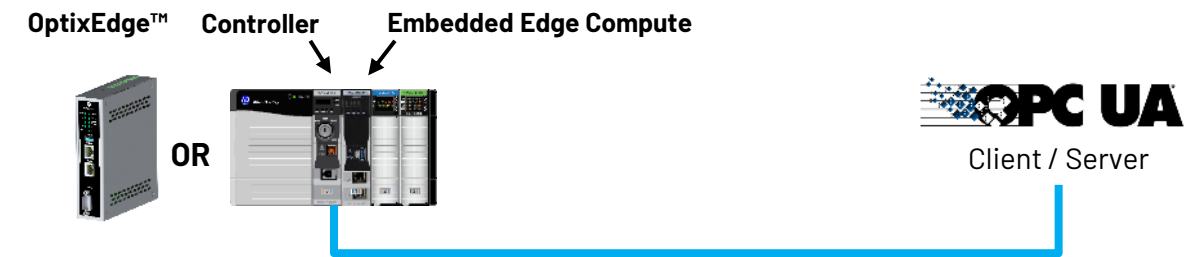 OptixEdge™ Controller Embedded Edge Compute
OR
OPC UA
Client / Server